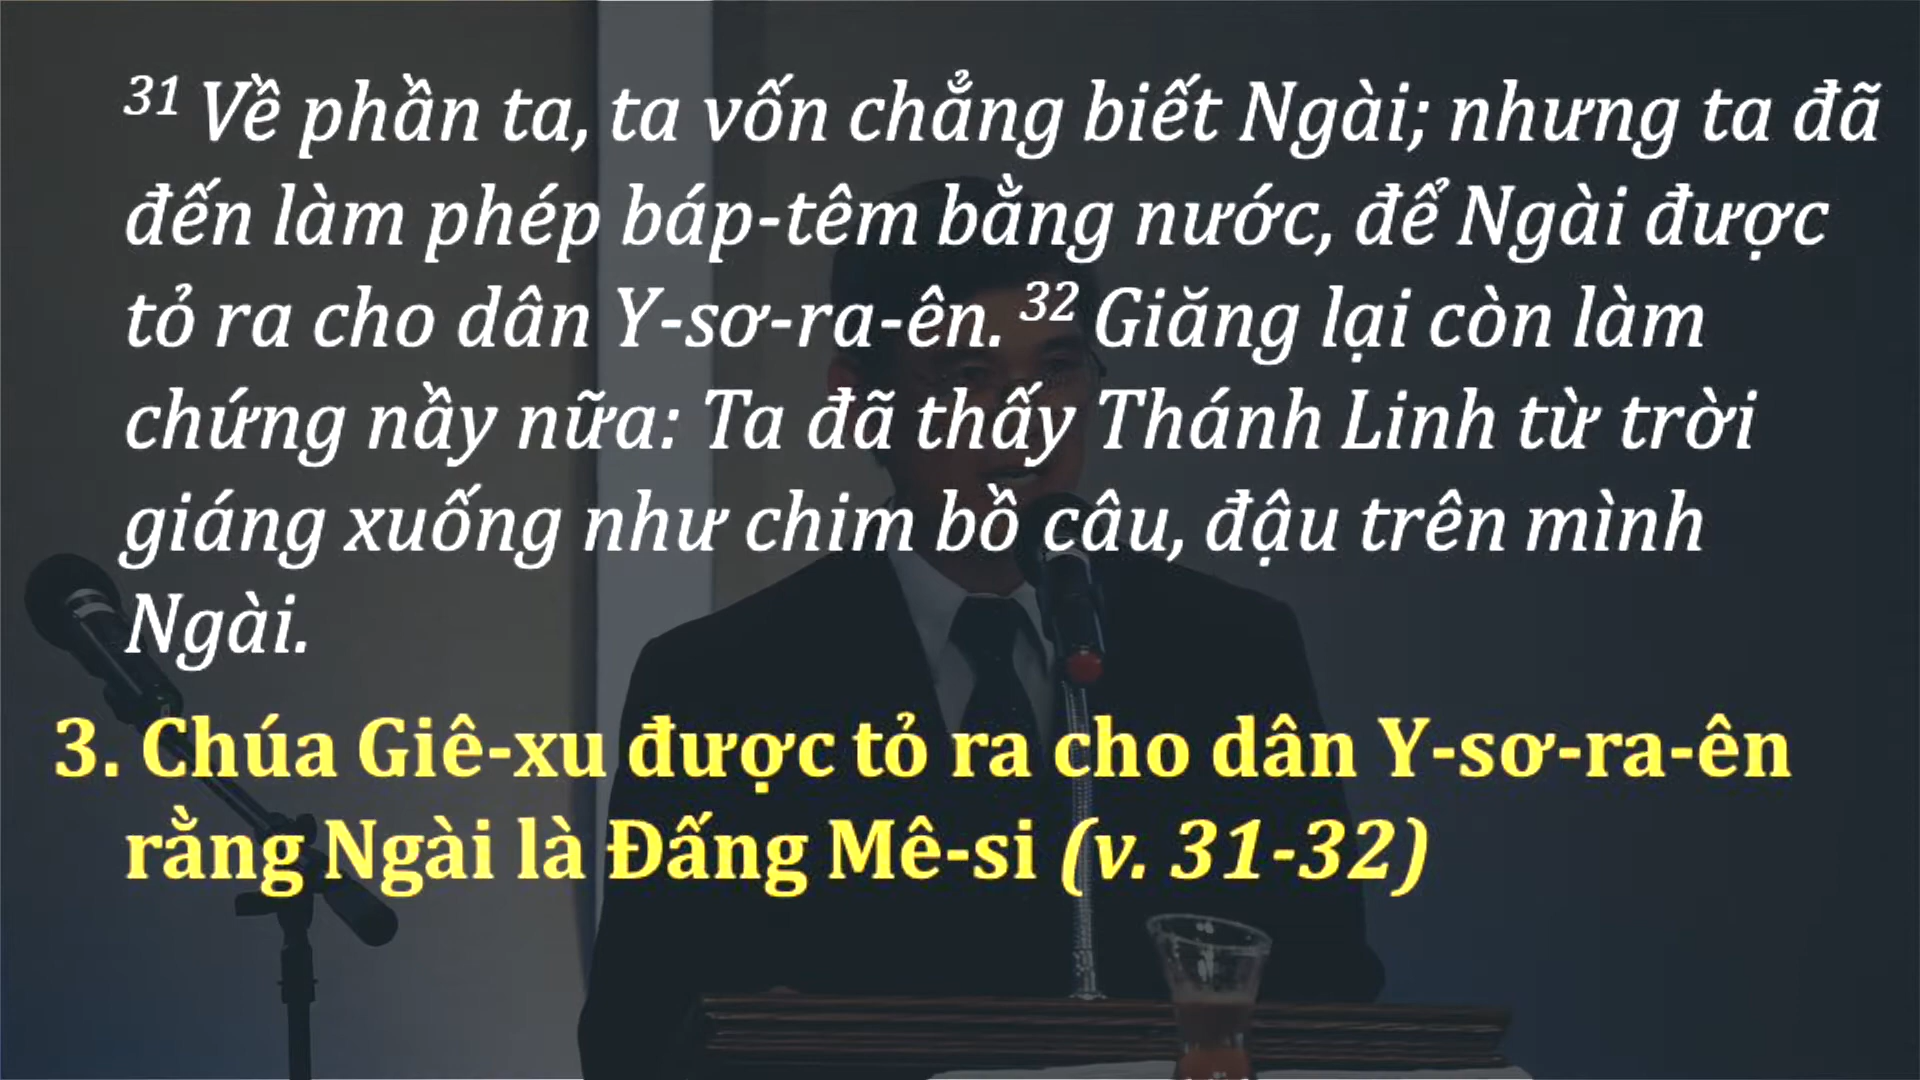 31 Về phần ta, ta vốn chẳng biết Ngài; nhưng ta đã
đến làm phép báp-têm bằng nước, để Ngài được
tỏ ra cho dân Y-sơ-ra-ên. 32 Giăng lại còn làm
chứng nầy nữa: Ta đã thấy Thánh Linh từ trời
giáng xuống như chim bồ câu, đậu trên mình
Ngài.
3. Chúa Giê-xu được tỏ ra cho dân Y-sơ-ra-ên
rằng Ngài là Đấng Mê-si (v. 31-32)